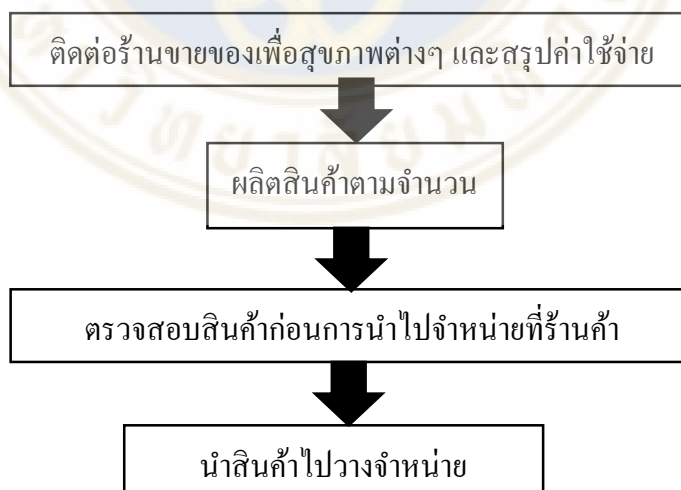 ติดต่อร้านขายของเพื่อสุขภาพต่างๆ และสรุปค่าใช้จ่าย
ผลิตสินค้าตามจำนวน
ตรวจสอบสินค้าก่อนการนำไปจำหน่ายที่ร้านค้า
นำสินค้าไปวางจำหน่าย